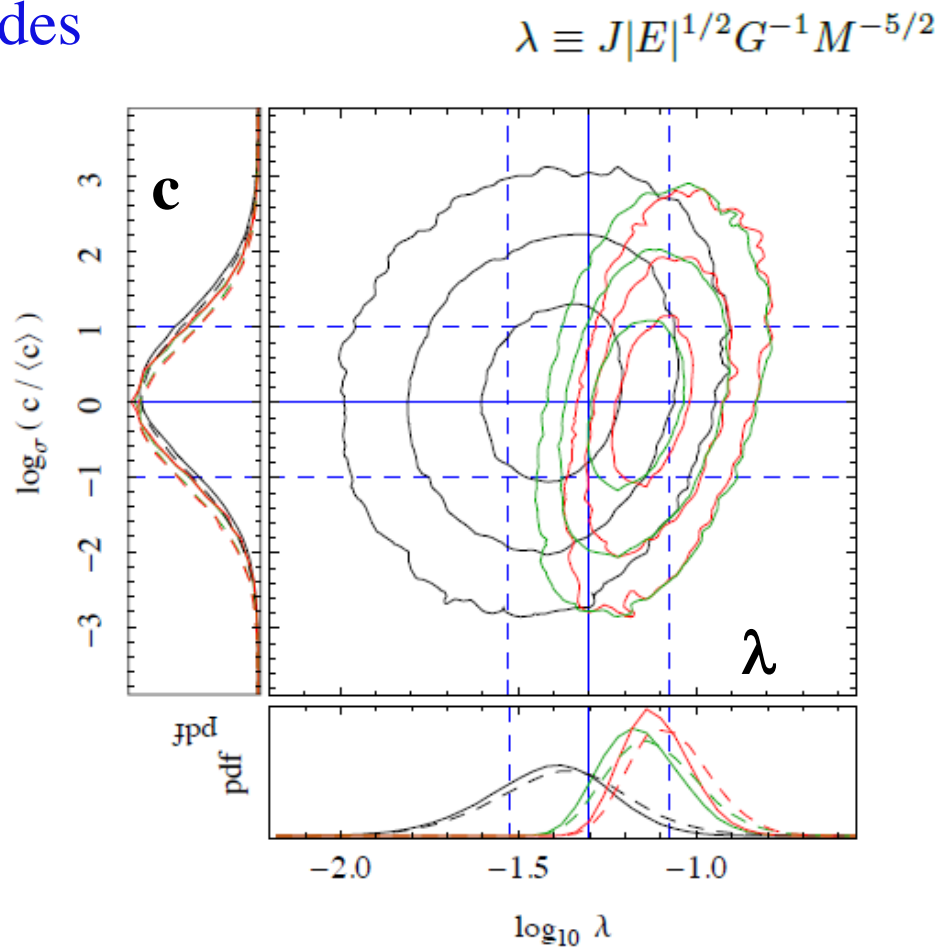 des
λ ≡ J|E|^{1/2}G^{-1}M^{-5/2}
c
3
2
1
0
−1
−2
−3
log_σ ( c / ⟨c⟩ )
λ
pdf
pdf
−2.0
−1.5
−1.0
log₁₀ λ